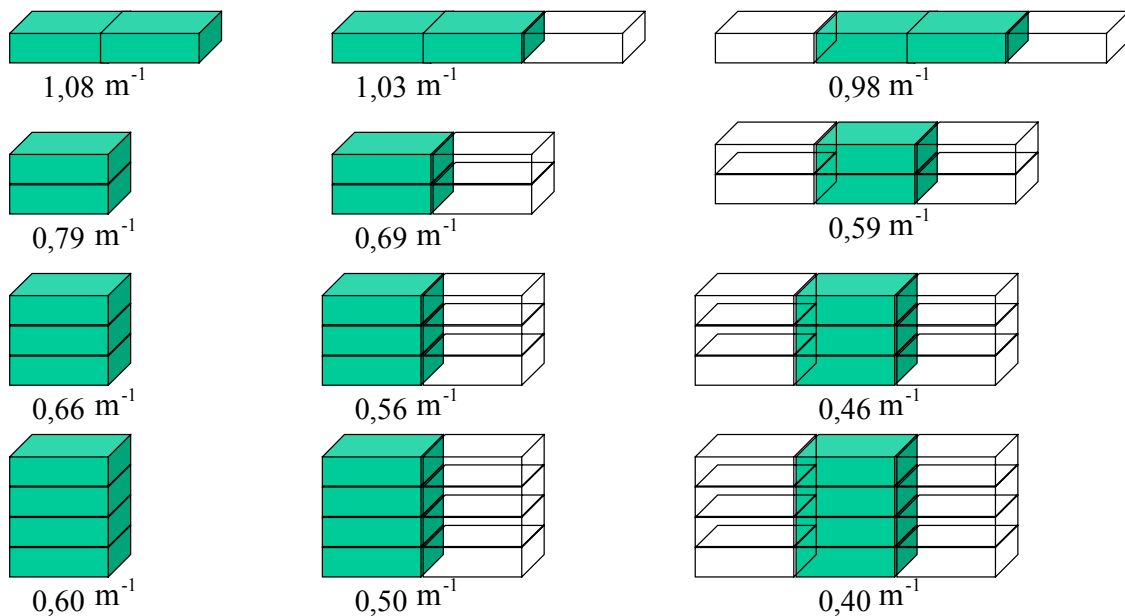 1,08 m⁻¹
1,03 m⁻¹
0,98 m⁻¹
0,79 m⁻¹
0,69 m⁻¹
0,59 m⁻¹
0,66 m⁻¹
0,56 m⁻¹
0,46 m⁻¹
0,60 m⁻¹
0,50 m⁻¹
0,40 m⁻¹